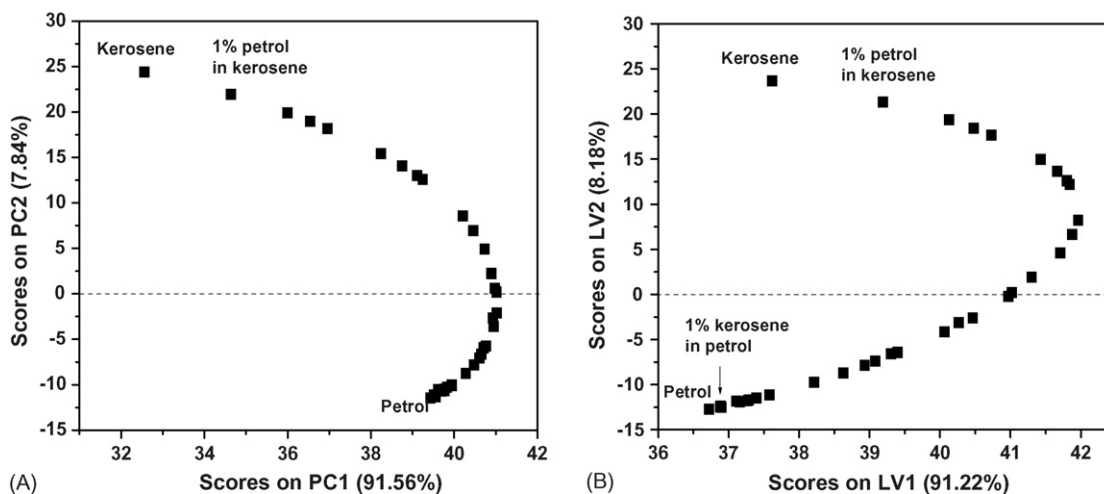 30
25
20
15
10
5
0
-5
-10
-15
Scores on PC2 (7.84%)
Kerosene
1% petrol
in kerosene
Petrol
32
34
36
38
40
42
Scores on PC1 (91.56%)
(A)
30
25
20
15
10
5
0
-5
-10
-15
Scores on LV2 (8.18%)
Kerosene
1% petrol
in kerosene
1% kerosene
in petrol
Petrol
36
37
38
39
40
41
42
Scores on LV1 (91.22%)
(B)